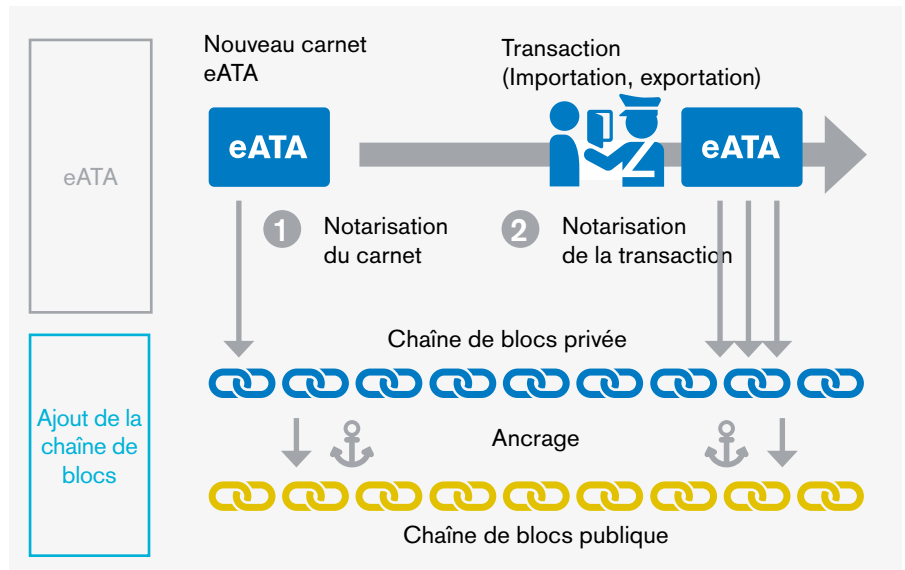 Nouveau carnet
eATA
Transaction
(Importation, exportation)
eATA
eATA
eATA
1
Notarisation
du carnet
2
Notarisation
de la transaction
Chaîne de blocs privée
Ajout de la
chaîne de
blocs
Ancrage
Chaîne de blocs publique